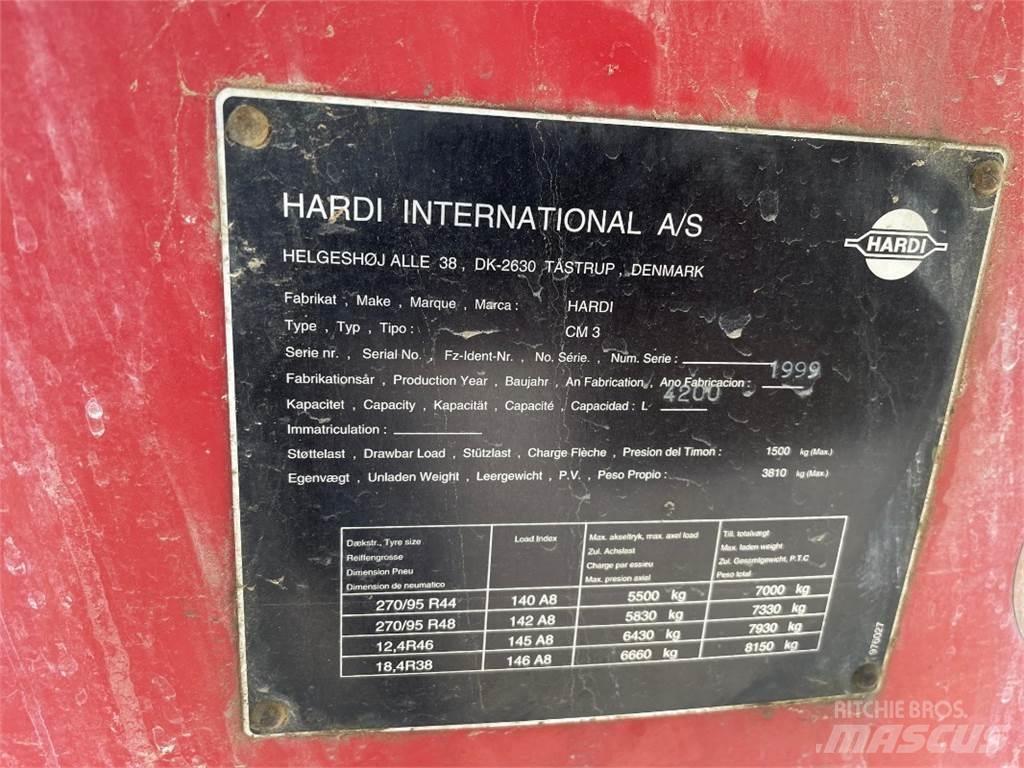 HARDI INTERNATIONAL A/S
HARDI
HELGESHØJ ALLE 38, DK-2630 TÅSTRUP, DENMARK
Fabrikat, Make, Marque, Marca: HARDI
Type, Typ, Tipo: CM 3
Serie nr., Serial No., Fz-Ident-Nr., No. Série., Num. Serie:
Fabrikationsår, Production Year, Baujahr, An Fabrication, Ano Fabricacion: 1999
Kapacitet, Capacity, Kapacität, Capacité, Capacidad: L 4200
Immatriculation:
Støttelast, Drawbar Load, Stützlast, Charge Flèche, Presion del Timon: 1500 kg (Max.)
Egenvægt, Unladen Weight, Leergewicht, P.V., Peso Propio: 3810 kg (Max.)
Dækstr., Tyre size
Reiffengrosse
Dimension Pneu
Dimension de neumatico
Load Index
Max. akseltryk, max. axel load
Zul. Achslast
Charge par essieu
Max. presion axial
Till. totalvægt
Max. laden weight
Zul. Gesamtgewicht, P.T.C
Peso total
270/95 R44 140 A8 5500 kg 7000 kg
270/95 R48 142 A8 5830 kg 7330 kg
12,4R46 145 A8 6430 kg 7930 kg
18,4R38 146 A8 6660 kg 8150 kg
976027
RITCHIE BROS.
MASCUS